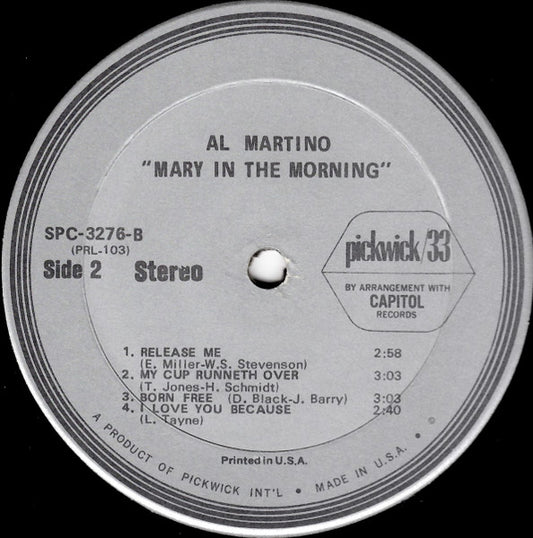 AL MARTINO
"MARY IN THE MORNING"
SPC-3276-B
(PRL-103)
Side 2 Stereo
pickwick/33
BY ARRANGEMENT WITH
CAPITOL
RECORDS
1. RELEASE ME 2:58
(E. Miller-W.S. Stevenson)
2. MY CUP RUNNETH OVER 3:03
(T. Jones-H. Schmidt)
3. BORN FREE (D. Black-J. Barry) 3:03
4. I LOVE YOU BECAUSE 2:40
(L. Tayne)
Printed in U.S.A.
A PRODUCT OF PICKWICK INT'L • MADE IN U.S.A. •